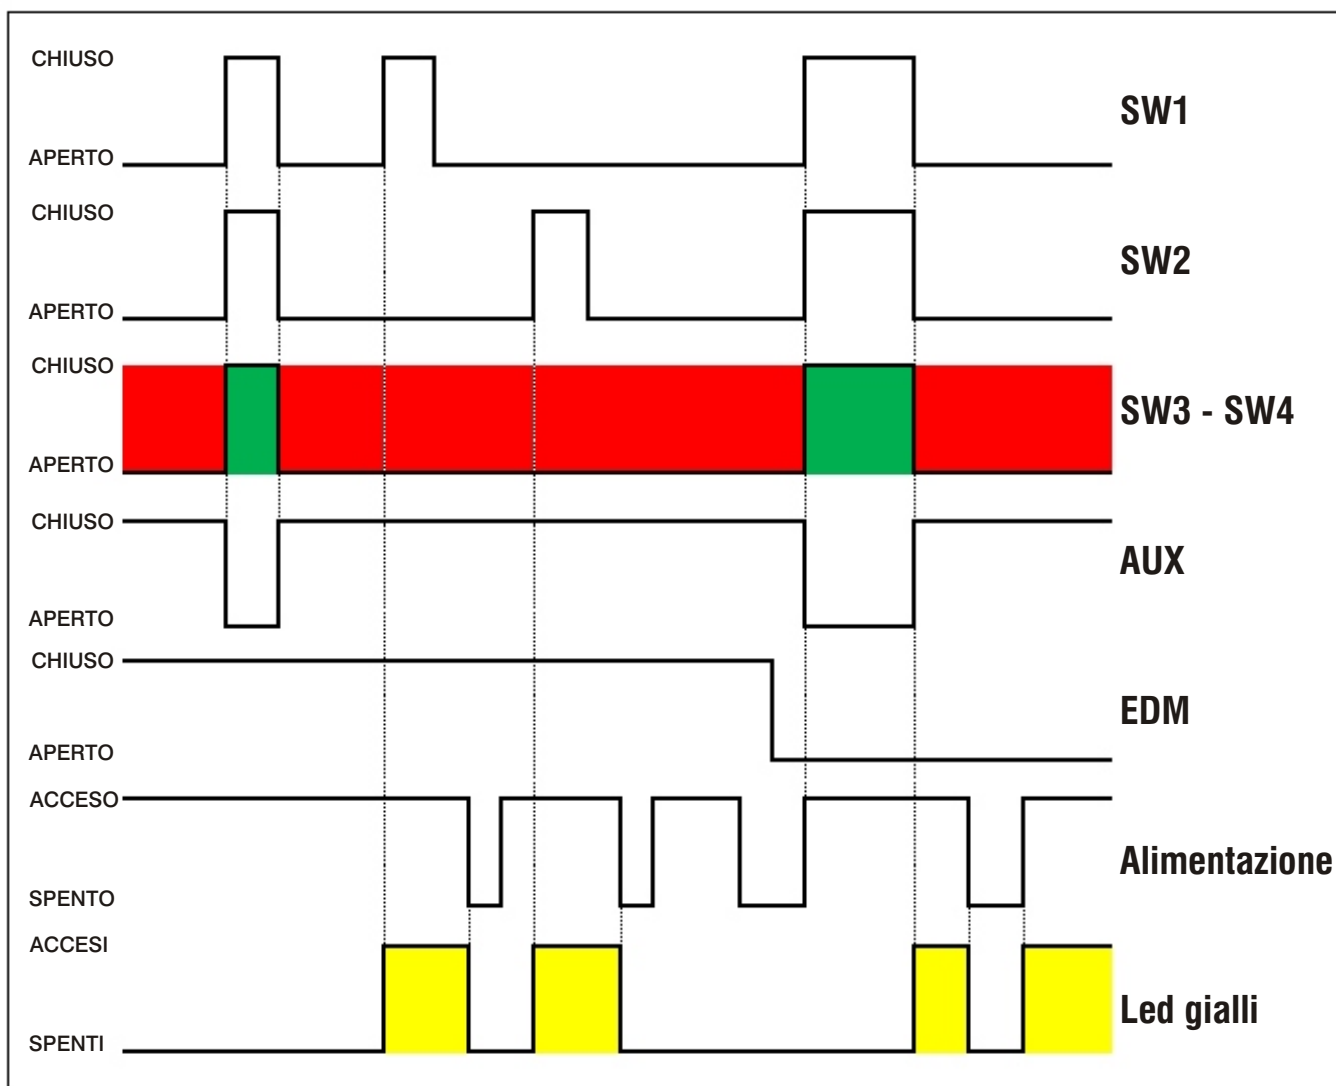 CHIUSO
SW1
APERTO
CHIUSO
SW2
APERTO
CHIUSO
SW3 - SW4
APERTO
CHIUSO
AUX
APERTO
CHIUSO
EDM
APERTO
ACCESO
Alimentazione
SPENTO
ACCESI
Led gialli
SPENTI